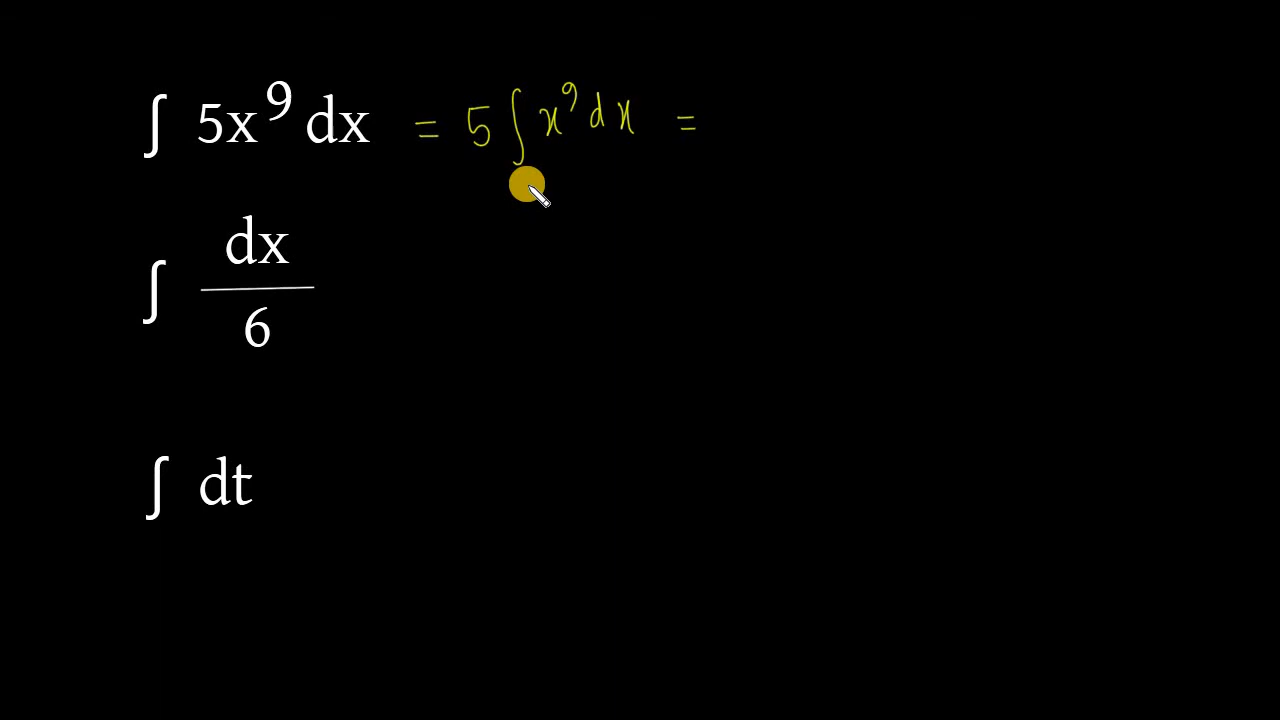 ∫ 5x⁹ dx = 5 ∫ x⁹ dx =
∫ dx/6
∫ dt